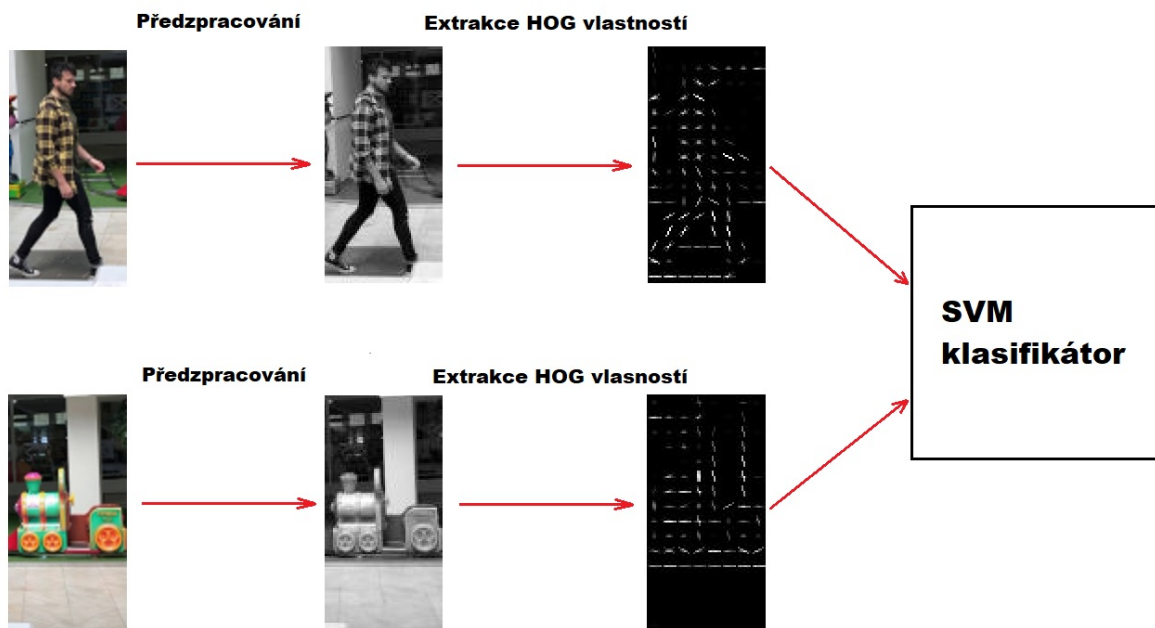 Předzpracování
Extrakce HOG vlastností
SVM
klasifikátor
Předzpracování
Extrakce HOG vlasností